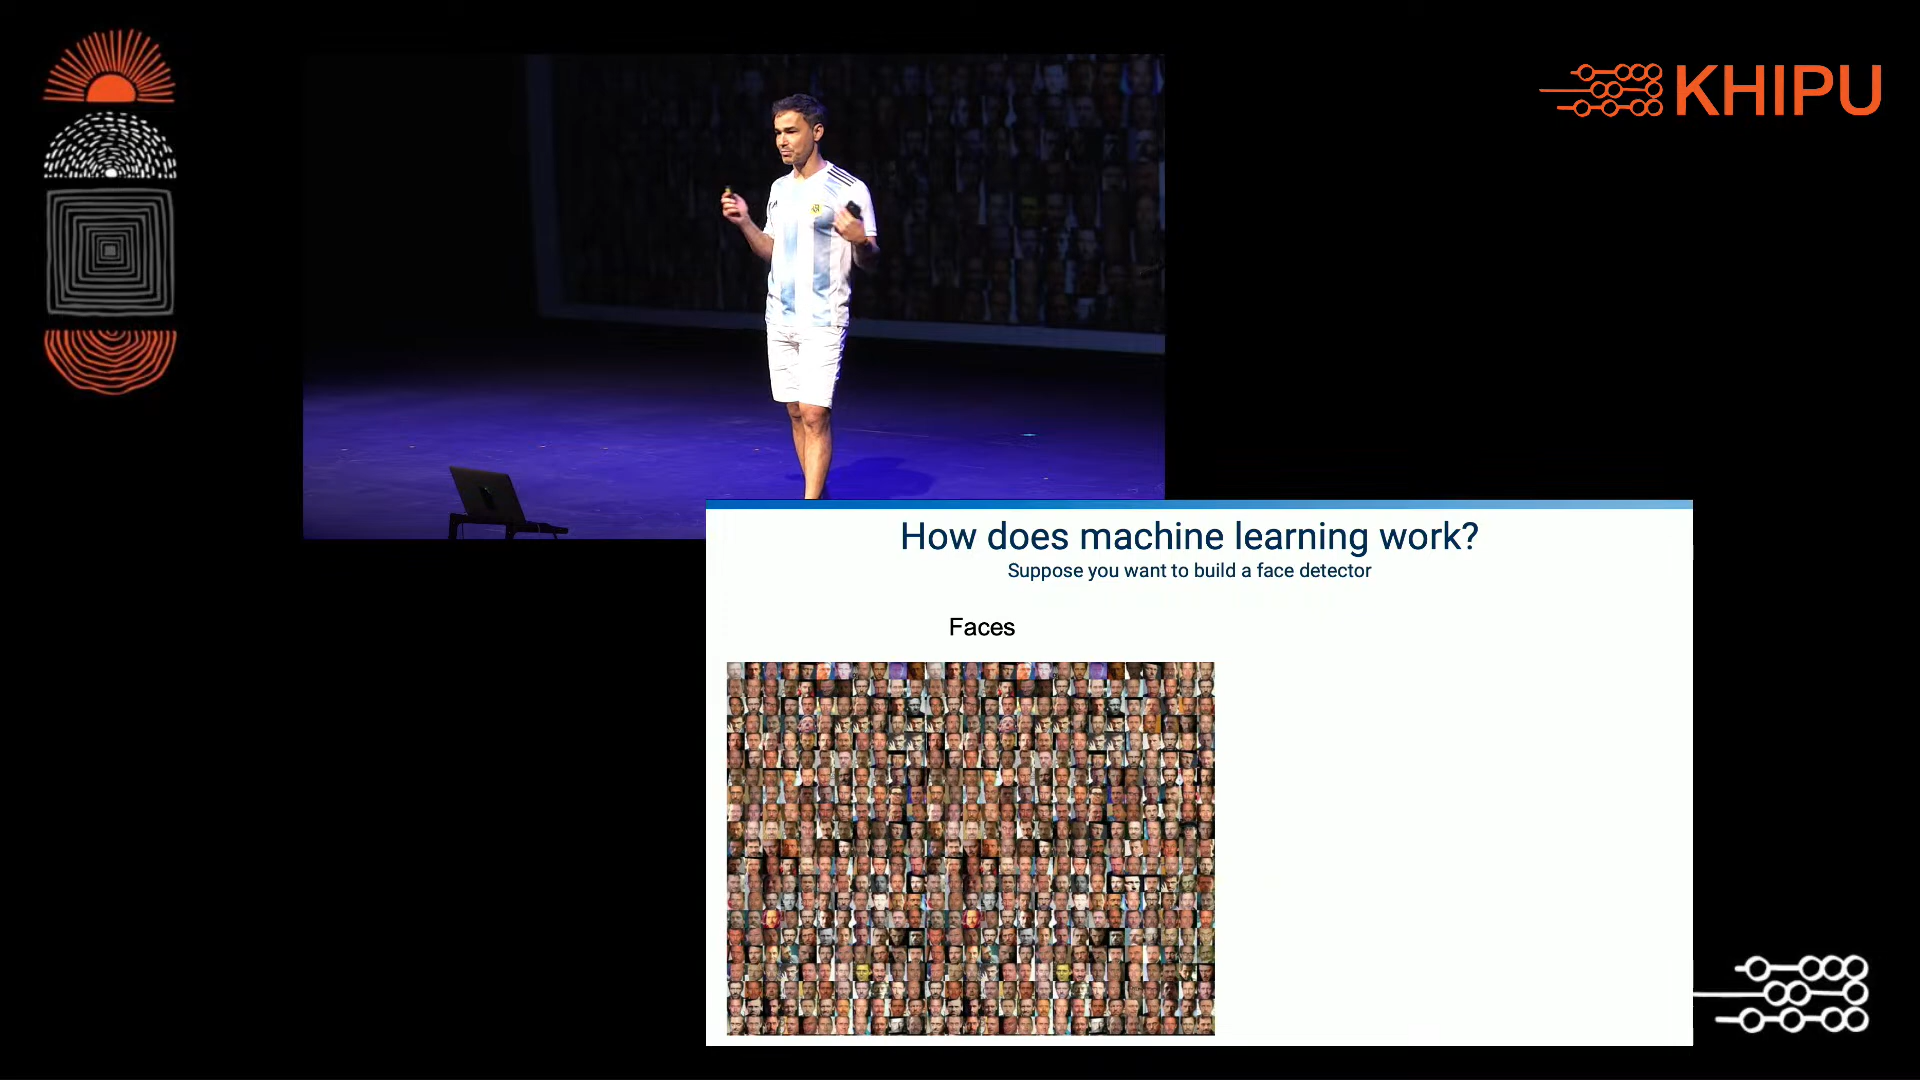 KHIPU
How does machine learning work?
Suppose you want to build a face detector
Faces